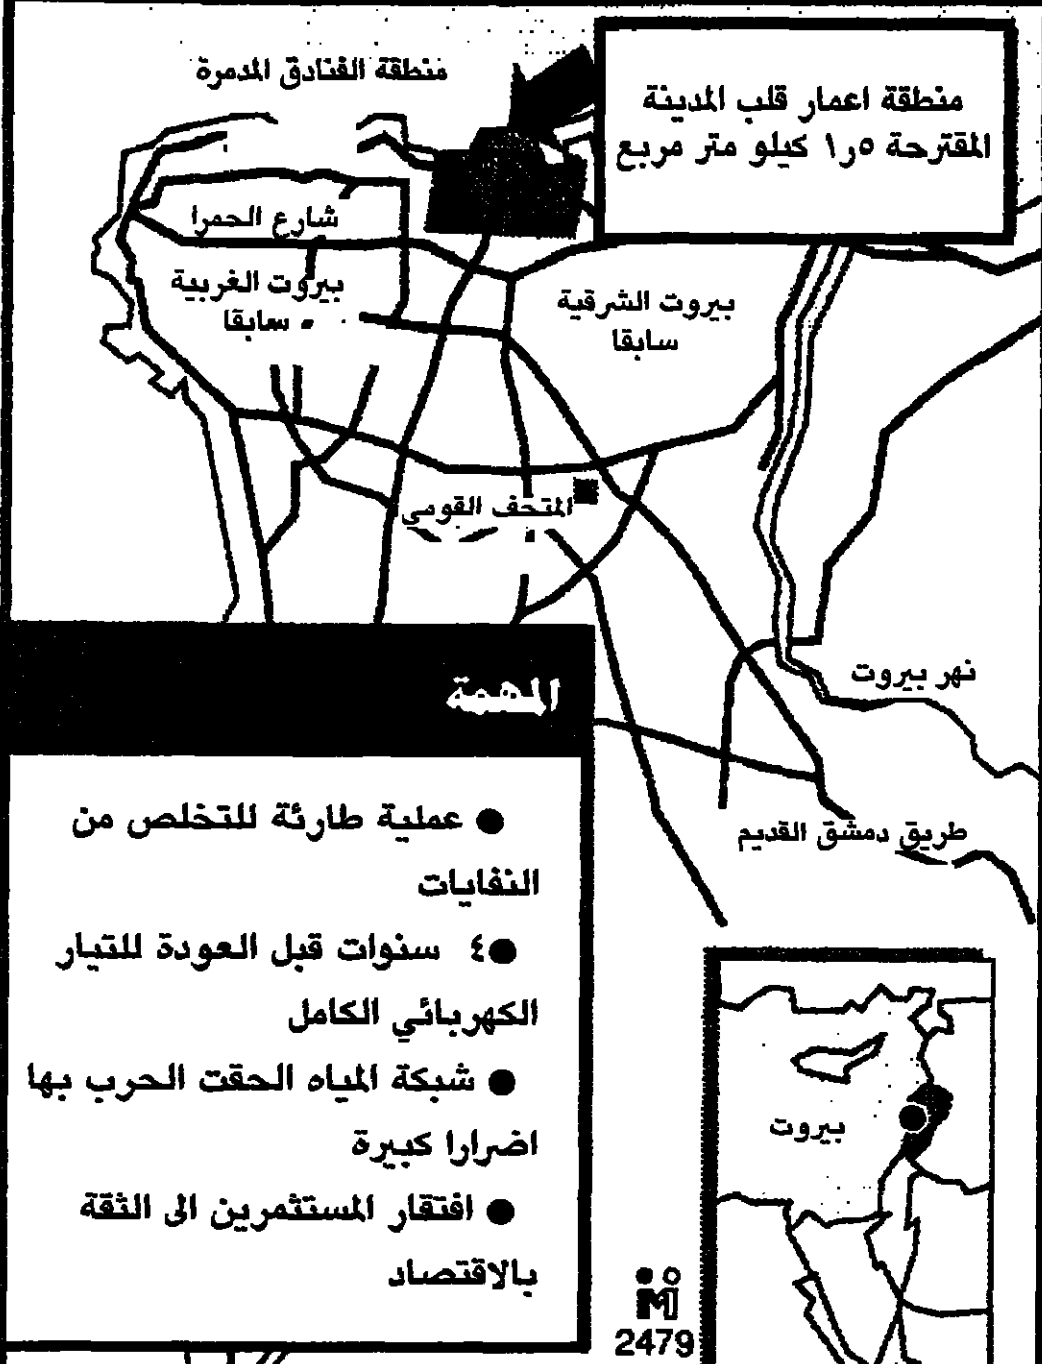 منطقة اعمار قلب المدينة
المقترحة ١٫٥ كيلو متر مربع
منطقة الفنادق المدمرة
شارع الحمرا
بيروت الغربية
سابقا
بيروت الشرقية
سابقا
المتحف القومي
نهر بيروت
طريق دمشق القديم
المهمة
● عملية طارئة للتخلص من
النفايات
●٤ سنوات قبل العودة للتيار
الكهربائي الكامل
● شبكة المياه الحقت الحرب بها
اضرارا كبيرة
● افتقار المستثمرين الى الثقة
بالاقتصاد
بيروت
2479